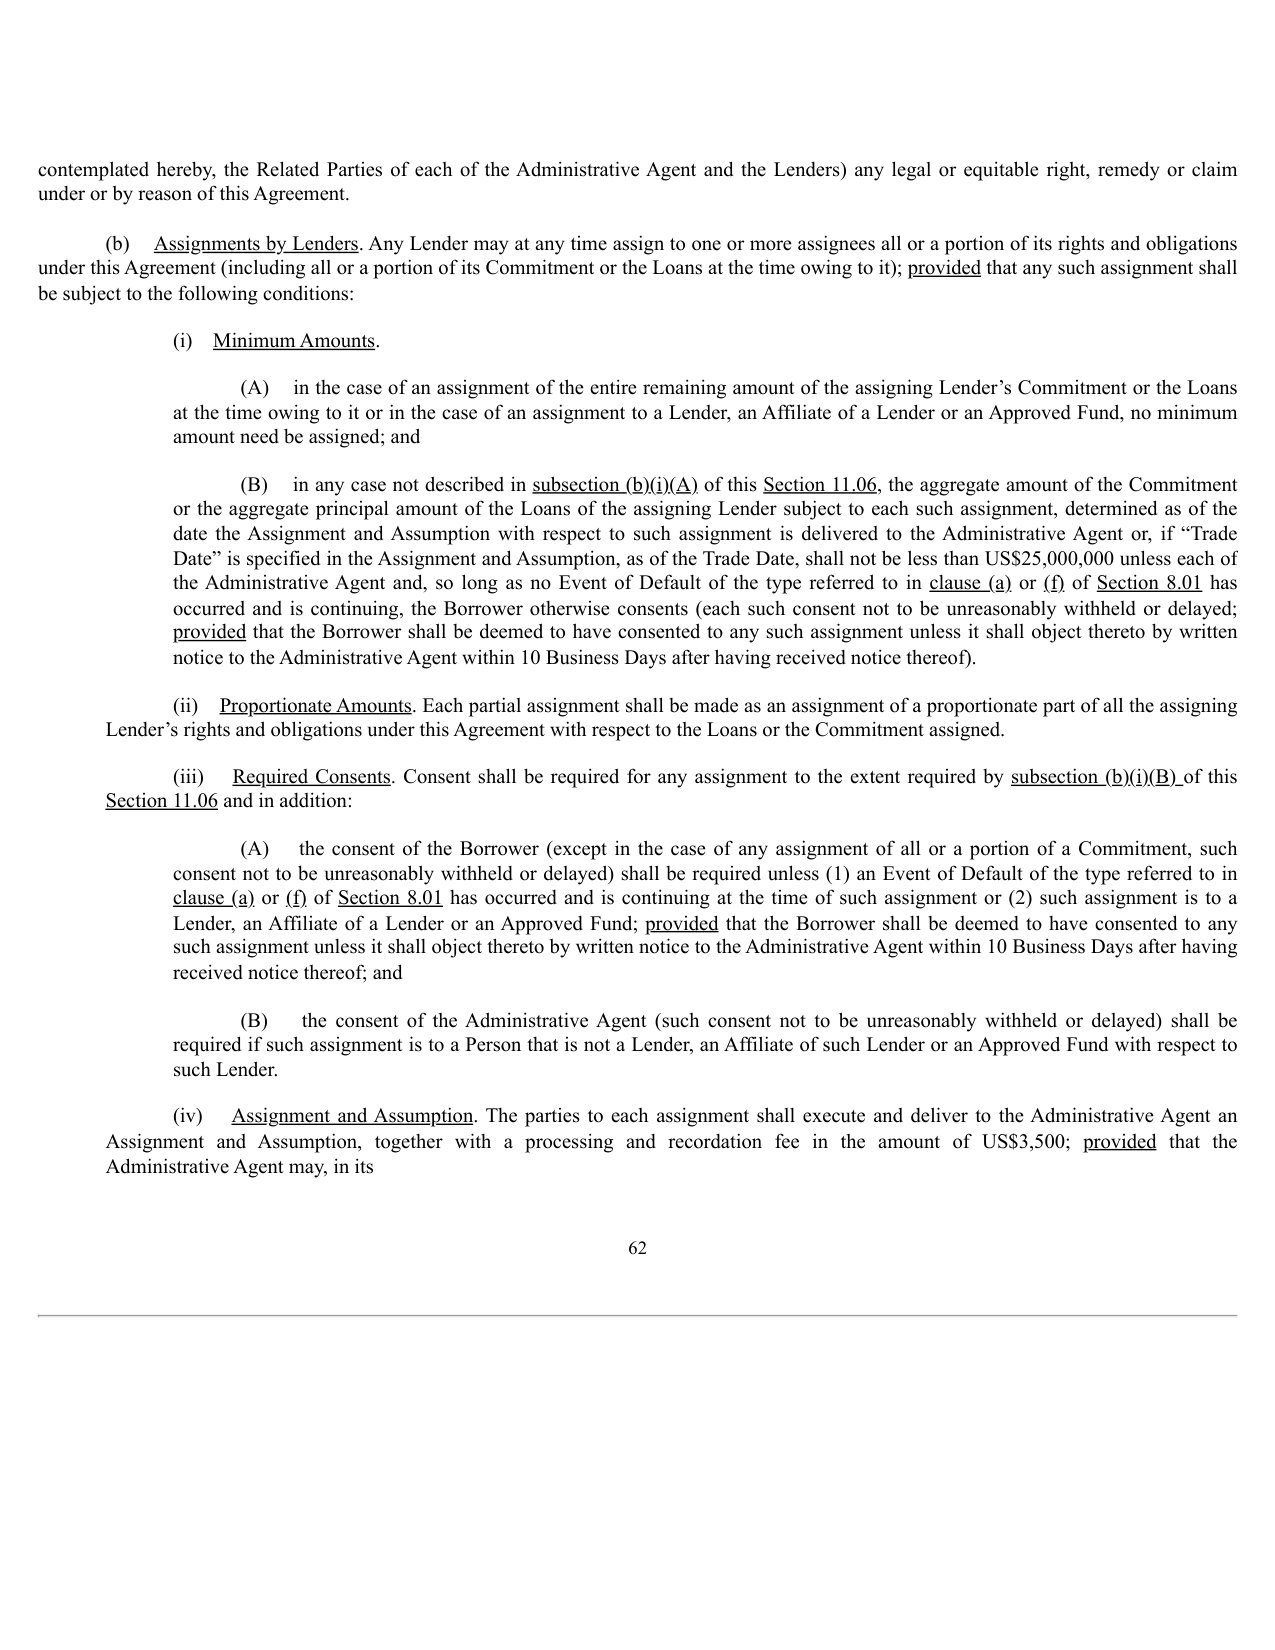 contemplated hereby, the Related Parties of each of the Administrative Agent and the Lenders) any legal or equitable right, remedy or claim
under or by reason of this Agreement.
(b) Assignments by Lenders. Any Lender may at any time assign to one or more assignees all or a portion of its rights and obligations
under this Agreement (including all or a portion of its Commitment or the Loans at the time owing to it); provided that any such assignment shall
be subject to the following conditions:
(i) Minimum Amounts.
(A) in the case of an assignment of the entire remaining amount of the assigning Lender’s Commitment or the Loans
at the time owing to it or in the case of an assignment to a Lender, an Affiliate of a Lender or an Approved Fund, no minimum
amount need be assigned; and
(B) in any case not described in subsection (b)(i)(A) of this Section 11.06, the aggregate amount of the Commitment
or the aggregate principal amount of the Loans of the assigning Lender subject to each such assignment, determined as of the
date the Assignment and Assumption with respect to such assignment is delivered to the Administrative Agent or, if “Trade
Date” is specified in the Assignment and Assumption, as of the Trade Date, shall not be less than US$25,000,000 unless each of
the Administrative Agent and, so long as no Event of Default of the type referred to in clause (a) or (f) of Section 8.01 has
occurred and is continuing, the Borrower otherwise consents (each such consent not to be unreasonably withheld or delayed;
provided that the Borrower shall be deemed to have consented to any such assignment unless it shall object thereto by written
notice to the Administrative Agent within 10 Business Days after having received notice thereof).
(ii) Proportionate Amounts. Each partial assignment shall be made as an assignment of a proportionate part of all the assigning
Lender’s rights and obligations under this Agreement with respect to the Loans or the Commitment assigned.
(iii) Required Consents. Consent shall be required for any assignment to the extent required by subsection (b)(i)(B) of this
Section 11.06 and in addition:
(A) the consent of the Borrower (except in the case of any assignment of all or a portion of a Commitment, such
consent not to be unreasonably withheld or delayed) shall be required unless (1) an Event of Default of the type referred to in
clause (a) or (f) of Section 8.01 has occurred and is continuing at the time of such assignment or (2) such assignment is to a
Lender, an Affiliate of a Lender or an Approved Fund; provided that the Borrower shall be deemed to have consented to any
such assignment unless it shall object thereto by written notice to the Administrative Agent within 10 Business Days after having
received notice thereof; and
(B) the consent of the Administrative Agent (such consent not to be unreasonably withheld or delayed) shall be
required if such assignment is to a Person that is not a Lender, an Affiliate of such Lender or an Approved Fund with respect to
such Lender.
(iv) Assignment and Assumption. The parties to each assignment shall execute and deliver to the Administrative Agent an
Assignment and Assumption, together with a processing and recordation fee in the amount of US$3,500; provided that the
Administrative Agent may, in its
62